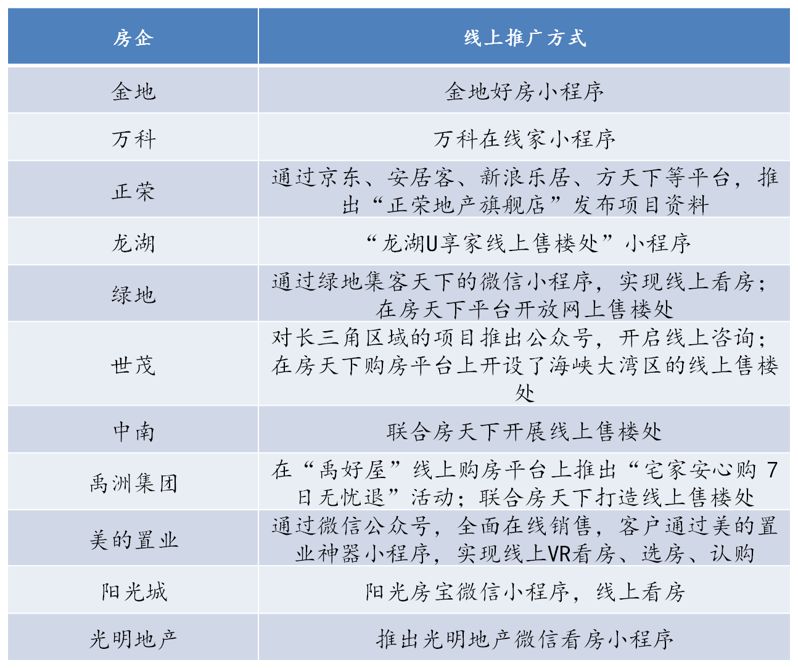 房企 线上推广方式
金地 金地好房小程序
万科 万科在线家小程序
正荣 通过京东、安居客、新浪乐居、方天下等平台，推
出“正荣地产旗舰店”发布项目资料
龙湖 “龙湖U享家线上售楼处”小程序
绿地 通过绿地集客天下的微信小程序，实现线上看房；
在房天下平台开放网上售楼处
世茂 对长三角区域的项目推出公众号，开启线上咨询；
在房天下购房平台上开设了海峡大湾区的线上售楼
处
中南 联合房天下开展线上售楼处
禹洲集团 在“禹好屋”线上购房平台上推出“宅家安心购 7
日无忧退”活动；联合房天下打造线上售楼处
美的置业 通过微信公众号，全面在线销售，客户通过美的置
业神器小程序，实现线上VR看房、选房、认购
阳光城 阳光房宝微信小程序，线上看房
光明地产 推出光明地产微信看房小程序